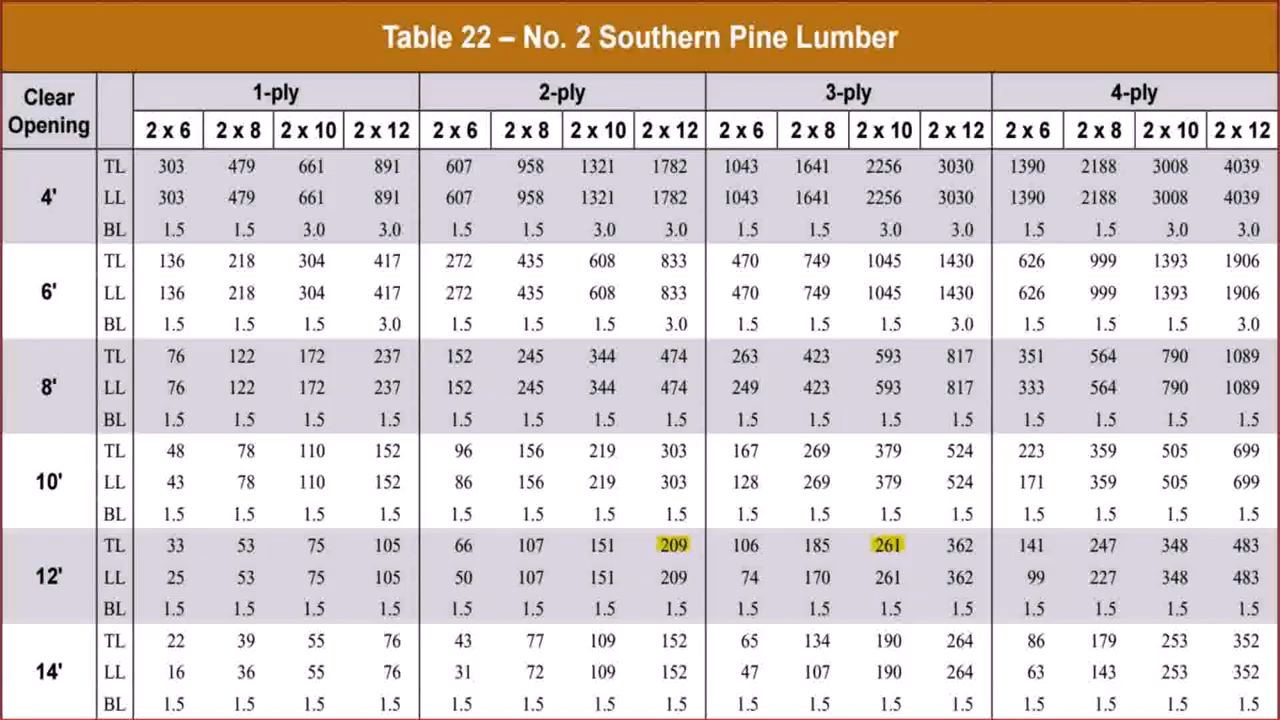 Table 22 – No. 2 Southern Pine Lumber
Clear Opening 1-ply 2-ply 3-ply 4-ply
2 x 6 2 x 8 2 x 10 2 x 12 2 x 6 2 x 8 2 x 10 2 x 12 2 x 6 2 x 8 2 x 10 2 x 12 2 x 6 2 x 8 2 x 10 2 x 12
TL 303 479 661 891 607 958 1321 1782 1043 1641 2256 3030 1390 2188 3008 4039
4' LL 303 479 661 891 607 958 1321 1782 1043 1641 2256 3030 1390 2188 3008 4039
BL 1.5 1.5 3.0 3.0 1.5 1.5 3.0 3.0 1.5 1.5 3.0 3.0 1.5 1.5 3.0 3.0
TL 136 218 304 417 272 435 608 833 470 749 1045 1430 626 999 1393 1906
6' LL 136 218 304 417 272 435 608 833 470 749 1045 1430 626 999 1393 1906
BL 1.5 1.5 1.5 3.0 1.5 1.5 1.5 3.0 1.5 1.5 1.5 3.0 1.5 1.5 1.5 3.0
TL 76 122 172 237 152 245 344 474 263 423 593 817 351 564 790 1089
8' LL 76 122 172 237 152 245 344 474 249 423 593 817 333 564 790 1089
BL 1.5 1.5 1.5 1.5 1.5 1.5 1.5 1.5 1.5 1.5 1.5 1.5 1.5 1.5 1.5 1.5
TL 48 78 110 152 96 156 219 303 167 269 379 524 223 359 505 699
10' LL 43 78 110 152 86 156 219 303 128 269 379 524 171 359 505 699
BL 1.5 1.5 1.5 1.5 1.5 1.5 1.5 1.5 1.5 1.5 1.5 1.5 1.5 1.5 1.5 1.5
TL 33 53 75 105 66 107 151 209 106 185 261 362 141 247 348 483
12' LL 25 53 75 105 50 107 151 209 74 170 261 362 99 227 348 483
BL 1.5 1.5 1.5 1.5 1.5 1.5 1.5 1.5 1.5 1.5 1.5 1.5 1.5 1.5 1.5 1.5
TL 22 39 55 76 43 77 109 152 65 134 190 264 86 179 253 352
14' LL 16 36 55 76 31 72 109 152 47 107 190 264 63 143 253 352
BL 1.5 1.5 1.5 1.5 1.5 1.5 1.5 1.5 1.5 1.5 1.5 1.5 1.5 1.5 1.5 1.5